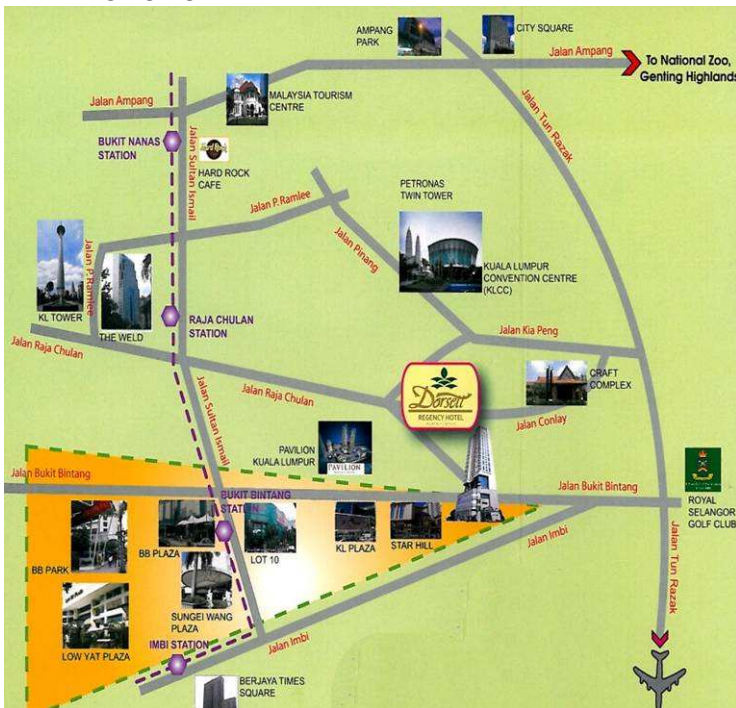 AMPANG
PARK
CITY SQUARE
Jalan Ampang
To National Zoo,
Genting Highlands
Jalan Ampang
MALAYSIA TOURISM
CENTRE
Jalan Tun Razak
BUKIT NANAS
STATION
Jalan Sultan Ismail
Hard Rock
HARD ROCK
CAFE
Jalan P.Ramlee
PETRONAS
TWIN TOWER
Jalan Pinang
KUALA LUMPUR
CONVENTION CENTRE
(KLCC)
Jalan P.Ramlee
KL TOWER
THE WELD
RAJA CHULAN
STATION
Jalan Kia Peng
Jalan Raja Chulan
Jalan Raja Chulan
Jalan Sultan Ismail
Dorsett
REGENCY HOTEL
CRAFT
COMPLEX
Jalan Conlay
PAVILION
KUALA LUMPUR
PAVILION
Jalan Bukit Bintang
BUKIT BINTANG
STATION
Jalan Bukit Bintang
ROYAL
SELANGOR
GOLF CLUB
BB PARK
BB PLAZA
LOT 10
KL PLAZA
STAR HILL
Jalan Imbi
Jalan Tun Razak
SUNGEI WANG
PLAZA
LOW YAT PLAZA
IMBI STATION
Jalan Imbi
BERJAYA TIMES
SQUARE